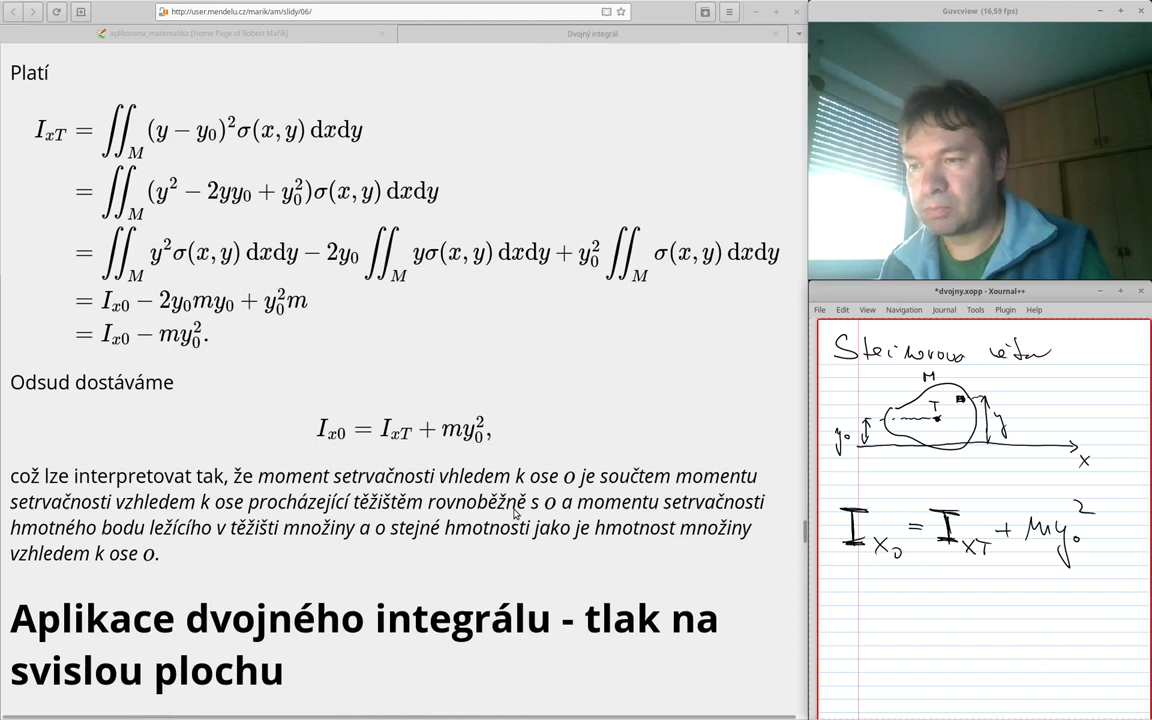 http://user.mendelu.cz/marik/am/slidy/06/
aplikovana_matematika [Home Page of Robert Mařík]
Dvojný integrál
Platí
I_{xT} = ∬_M (y − y_0)^2 σ(x, y) dxdy
= ∬_M (y^2 − 2yy_0 + y_0^2)σ(x, y) dxdy
= ∬_M y^2σ(x, y) dxdy − 2y_0 ∬_M yσ(x, y) dxdy + y_0^2 ∬_M σ(x, y) dxdy
= I_{x0} − 2y_0my_0 + y_0^2m
= I_{x0} − my_0^2.
Odsud dostáváme
I_{x0} = I_{xT} + my_0^2,
což lze interpretovat tak, že moment setrvačnosti vhledem k ose o je součtem momentu
setrvačnosti vzhledem k ose procházející těžištěm rovnoběžně s o a momentu setrvačnosti
hmotného bodu ležícího v těžišti množiny a o stejné hmotnosti jako je hmotnost množiny
vzhledem k ose o.
Aplikace dvojného integrálu - tlak na
svislou plochu
Guvcview (16,59 fps)
*dvojny.xopp - Xournal++
File Edit View Navigation Journal Tools Plugin Help
Steinerova věta
M
T
y_0
y
x
I_{x0} = I_{xT} + my_0^2